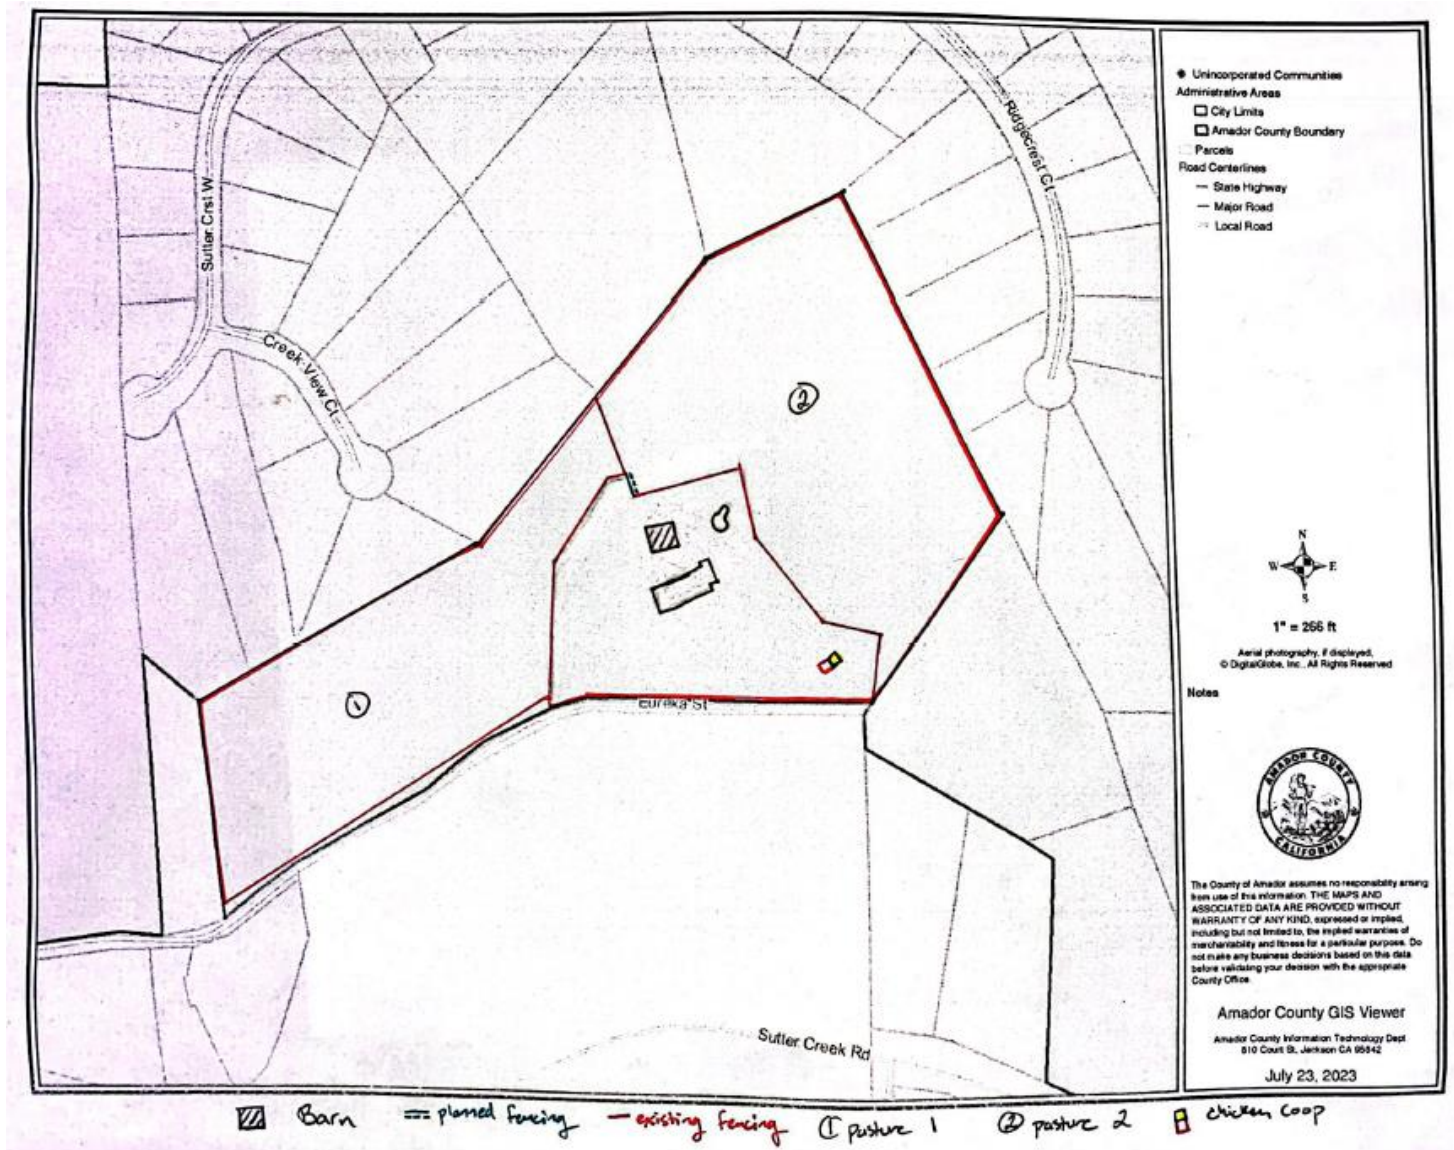 Sutter Crst W
Creek View Ct
Ridgecrest Ct
2
1
Eureka St
Sutter Creek Rd
Unincorporated Communities
Administrative Areas
City Limits
Amador County Boundary
Parcels
Road Centerlines
State Highway
Major Road
Local Road
N
W E
S
1" = 266 ft
Aerial photography, if displayed,
© DigitalGlobe, Inc., All Rights Reserved
Notes
AMADOR COUNTY
CALIFORNIA
The County of Amador assumes no responsibility arising
from use of this information. THE MAPS AND
ASSOCIATED DATA ARE PROVIDED WITHOUT
WARRANTY OF ANY KIND, expressed or implied,
including but not limited to, the implied warranties of
merchantability and fitness for a particular purpose. Do
not make any business decisions based on this data
before validating your decision with the appropriate
County Office.
Amador County GIS Viewer
Amador County Information Technology Dept
810 Court St, Jackson CA 95642
July 23, 2023
Barn
planned fencing
existing fencing
1 pasture 1
2 pasture 2
chicken coop